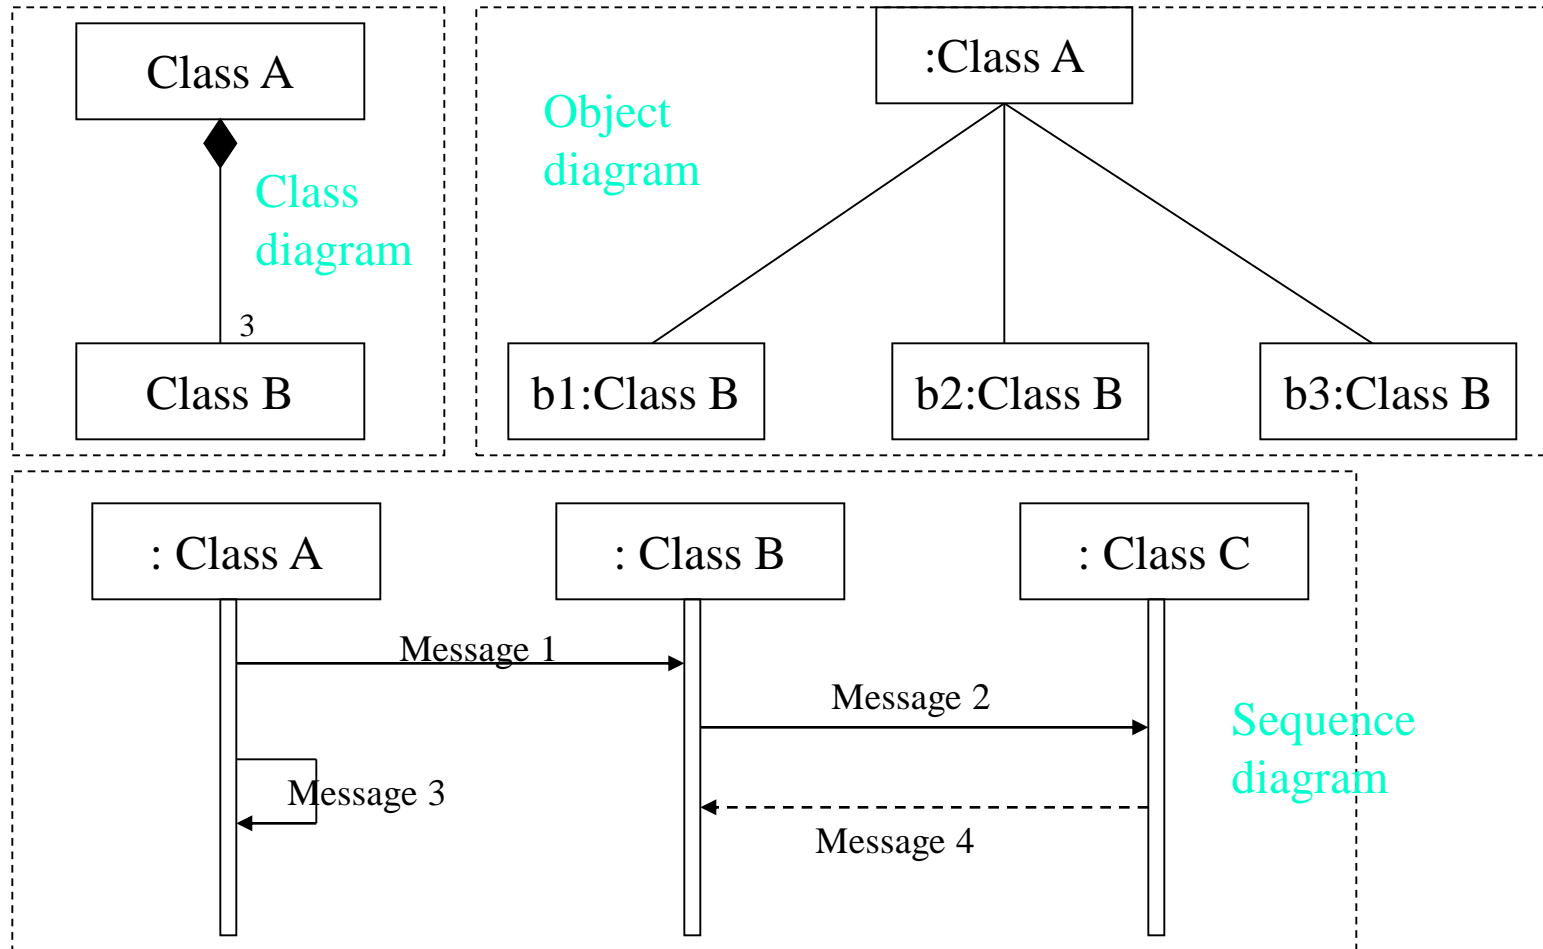 Class A
Class
diagram
3
Class B
:Class A
Object
diagram
b1:Class B
b2:Class B
b3:Class B
: Class A
: Class B
: Class C
Message 1
Message 2
Message 3
Message 4
Sequence
diagram